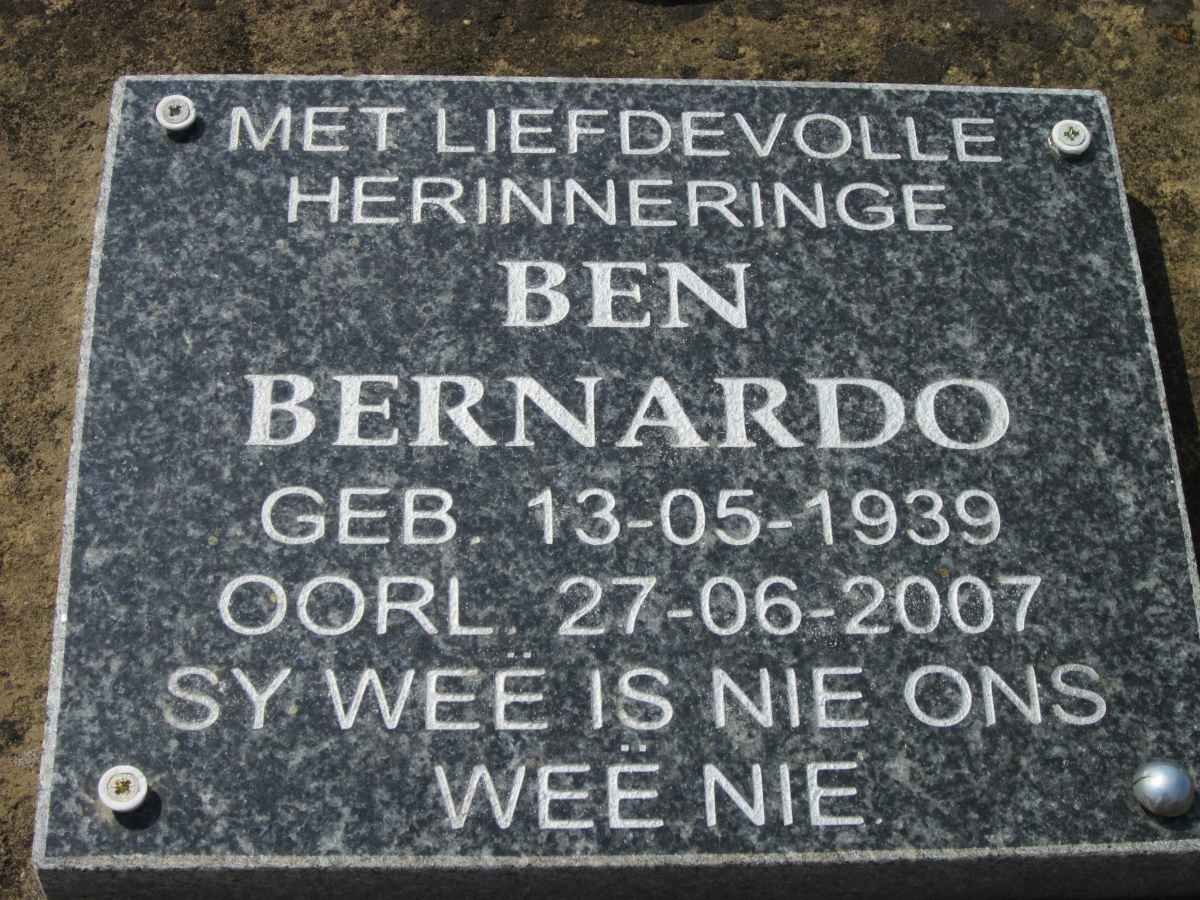 MET LIEFDEVOLLE
HERINNERINGE
BEN
BERNARDO
GEB. 13-05-1939
OORL. 27-06-2007
SY WEË IS NIE ONS
WEË NIE.